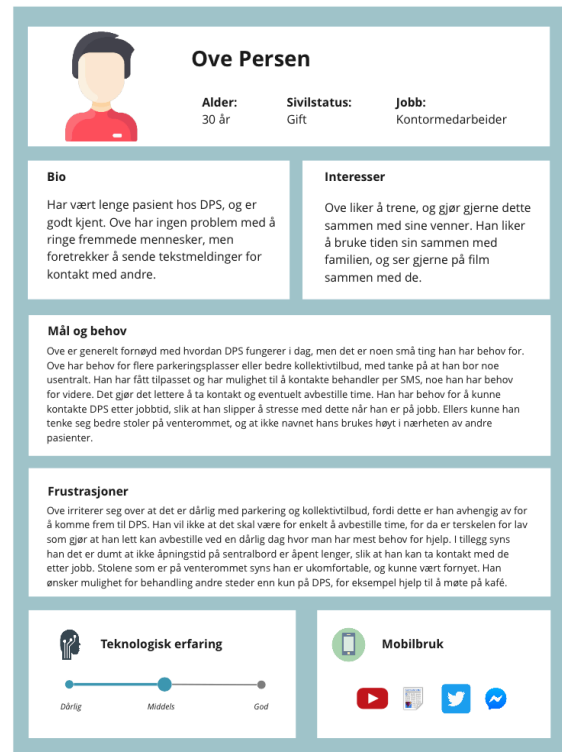 Ove Persen
Alder: Sivilstatus: Jobb:
30 år Gift Kontormedarbeider
Bio
Har vært lenge pasient hos DPS, og er
godt kjent. Ove har ingen problem med å
ringe fremmede mennesker, men
foretrekker å sende tekstmeldinger for
kontakt med andre.
Interesser
Ove liker å trene, og gjør gjerne dette
sammen med sine venner. Han liker
å bruke tiden sin sammen med
familien, og ser gjerne på film
sammen med de.
Mål og behov
Ove er generelt fornøyd med hvordan DPS fungerer i dag, men det er noen små ting han har behov for.
Ove har behov for flere parkeringsplasser eller bedre kollektivtilbud, med tanke på at han bor noe
usentralt. Han har fått tilpasset og har mulighet til å kontakte behandler per SMS, noe han har behov
for videre. Det gjør det lettere å ta kontakt og eventuelt avbestille time. Han har behov for å kunne
kontakte DPS etter jobbtid, slik at han slipper å stresse med dette når han er på jobb. Ellers kunne han
tenke seg bedre stoler på venterommet, og at ikke navnet hans brukes høyt i nærheten av andre
pasienter.
Frustrasjoner
Ove irriterer seg over at det er dårlig med parkering og kollektivtilbud, fordi dette er han avhengig av for
å komme frem til DPS. Han vil ikke at det skal være for enkelt å avbestille time, for da er terskelen for lav
som gjør at han lett kan avbestille ved en dårlig dag hvor man har mest behov for hjelp. I tillegg syns
han det er dumt at ikke åpningstid på sentralbord er åpent lenger, slik at han kan ta kontakt med de
etter jobb. Stolene som er på venterommet syns han er ukomfortable, og kunne vært fornyet. Han
ønsker mulighet for behandling andre steder enn kun på DPS, for eksempel hjelp til å møte på kafé.
Teknologisk erfaring
Dårlig Middels God
Mobilbruk